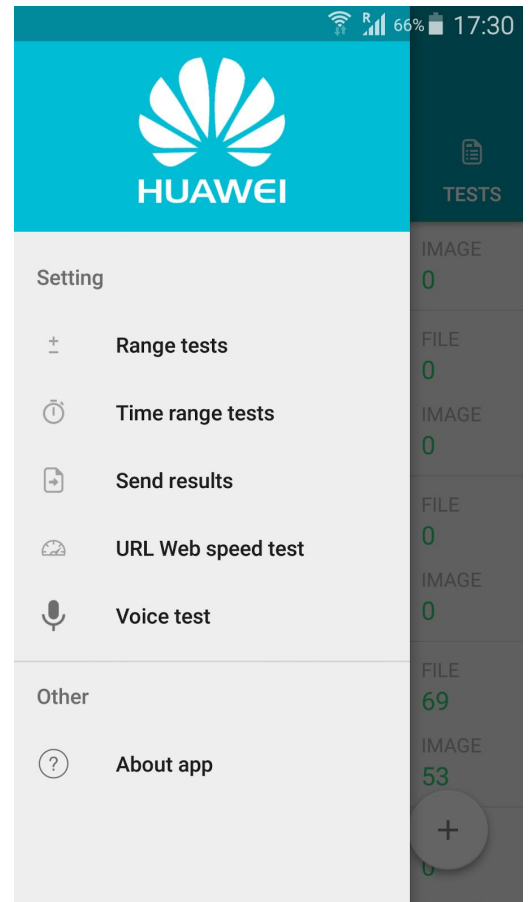 R 66% 17:30
HUAWEI
TESTS
Setting
Range tests
Time range tests
Send results
URL Web speed test
Voice test
Other
About app
IMAGE
0
FILE
0
IMAGE
0
FILE
0
IMAGE
0
FILE
69
IMAGE
53
0